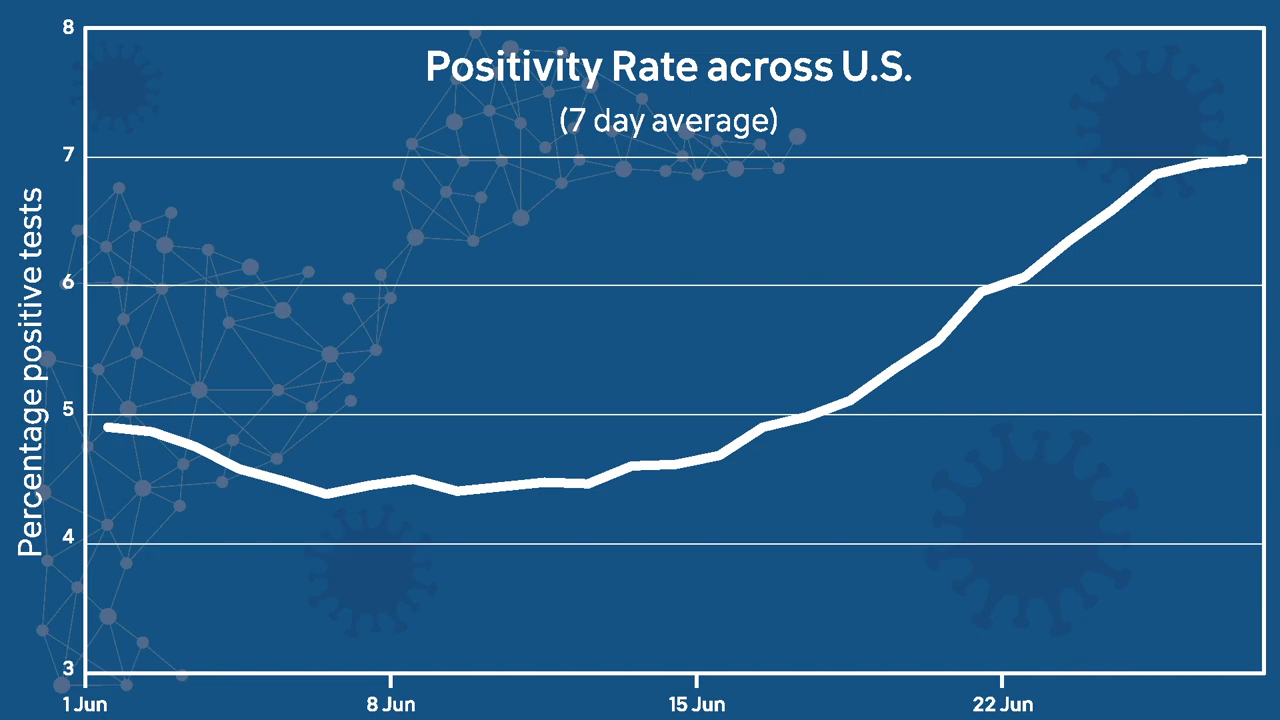 Positivity Rate across U.S.
(7 day average)
Percentage positive tests
8
7
6
5
4
3
1 Jun
8 Jun
15 Jun
22 Jun